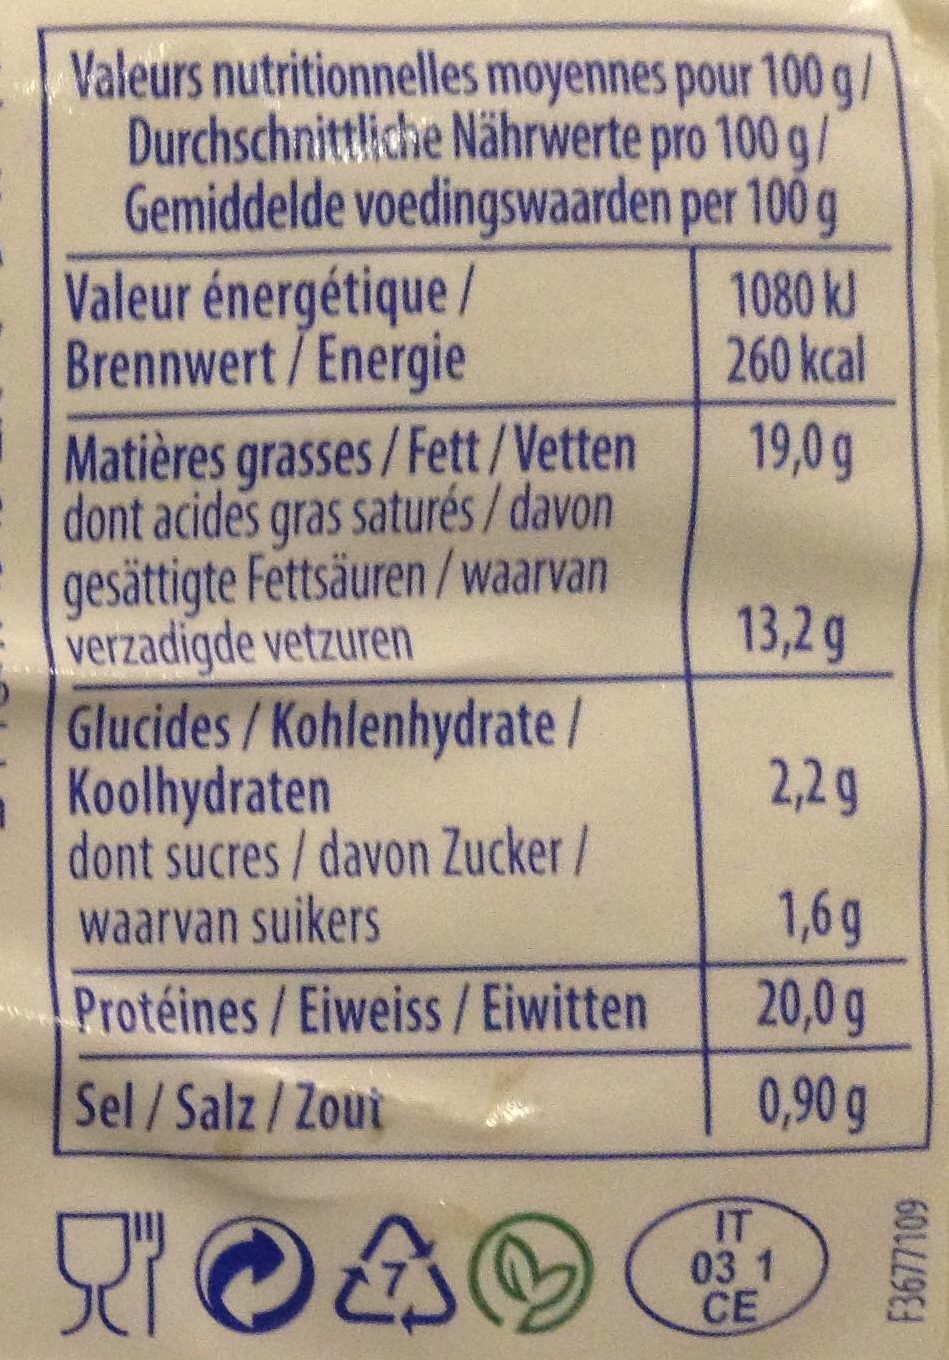 Valeurs nutritionnelles moyennes pour 100 g /
Durchschnittliche Nährwerte pro 100 g /
Gemiddelde voedingswaarden per 100 g
Valeur énergétique / 1080 kJ
Brennwert / Energie 260 kcal
Matières grasses / Fett / Vetten 19,0 g
dont acides gras saturés / davon
gesättigte Fettsäuren / waarvan
verzadigde vetzuren 13,2 g
Glucides / Kohlenhydrate /
Koolhydraten 2,2 g
dont sucres / davon Zucker /
waarvan suikers 1,6 g
Protéines / Eiweiss / Eiwitten 20,0 g
Sel / Salz / Zout 0,90 g
7
IT
03 1
CE
F3677109